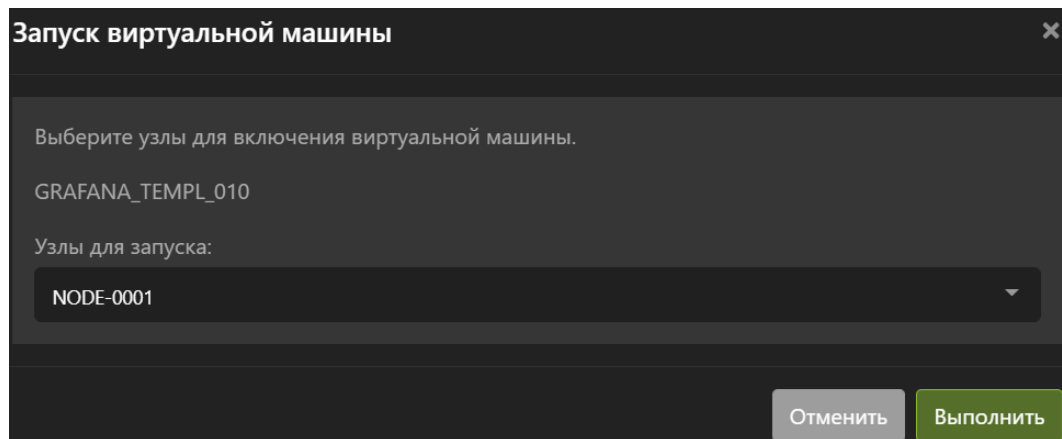 Запуск виртуальной машины
Выберите узлы для включения виртуальной машины.
GRAFANA_TEMPL_010
Узлы для запуска:
NODE-0001
Отменить
Выполнить